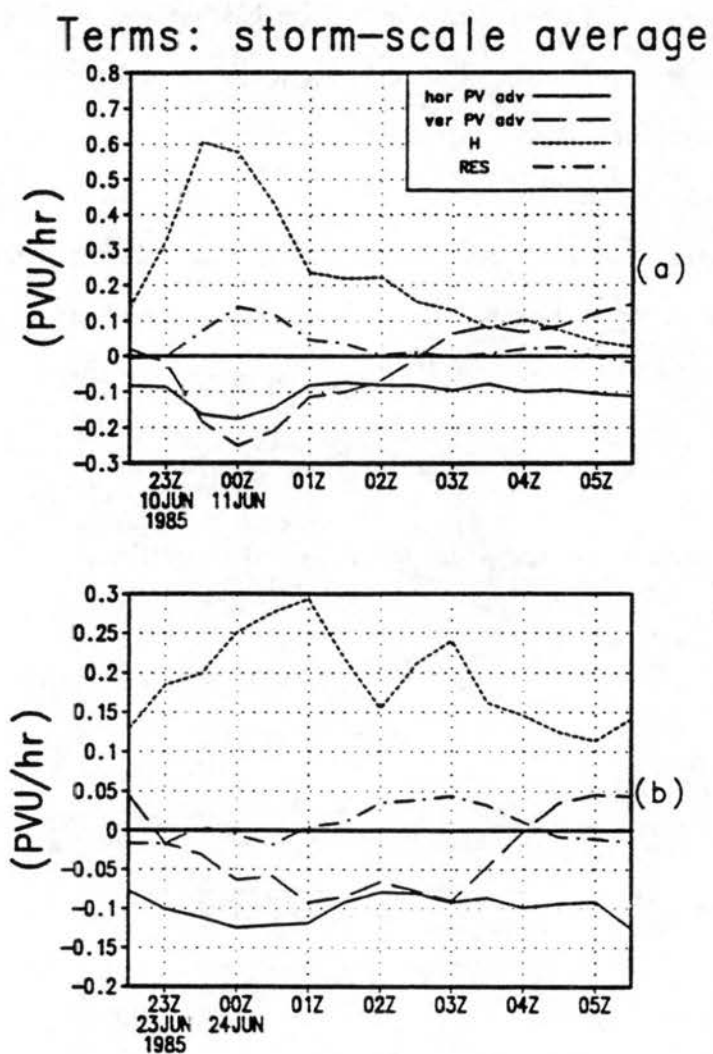 Terms: storm-scale average
0.8
0.7
0.6
0.5
0.4
0.3
0.2
0.1
0
-0.1
-0.2
-0.3
(PVU/hr)
hor PV adv
ver PV adv
H
RES
(a)
23Z 00Z 01Z 02Z 03Z 04Z 05Z
10JUN 11JUN
1985
0.3
0.25
0.2
0.15
0.1
0.05
0
-0.05
-0.1
-0.15
-0.2
(PVU/hr)
(b)
23Z 00Z 01Z 02Z 03Z 04Z 05Z
23JUN 24JUN
1985